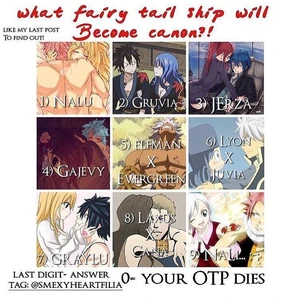 what fairy tail ship will
LIKE MY LAST POST
TO FIND OUT!
Become canon?!
1) NALU
2) GRUVIA
3) JERZA
4) GAJEVY
5) ELFMAN
X
EVERGREEN
6) LYON
X
JUVIA
7) GRAYLU
8) LAXUS
X
CANA
9) NALI...
LAST DIGIT- ANSWER
TAG: @SMEXYHEARTFILIA
0- YOUR OTP DIES